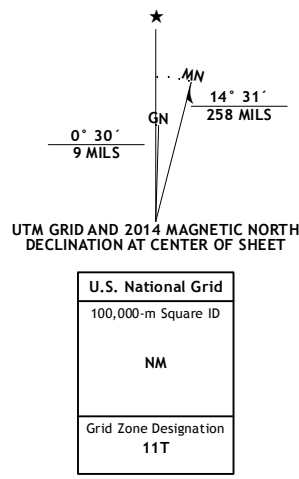 MN
GN
14° 31´
258 MILS
0° 30´
9 MILS
UTM GRID AND 2014 MAGNETIC NORTH
DECLINATION AT CENTER OF SHEET
U.S. National Grid
100,000-m Square ID
NM
Grid Zone Designation
11T